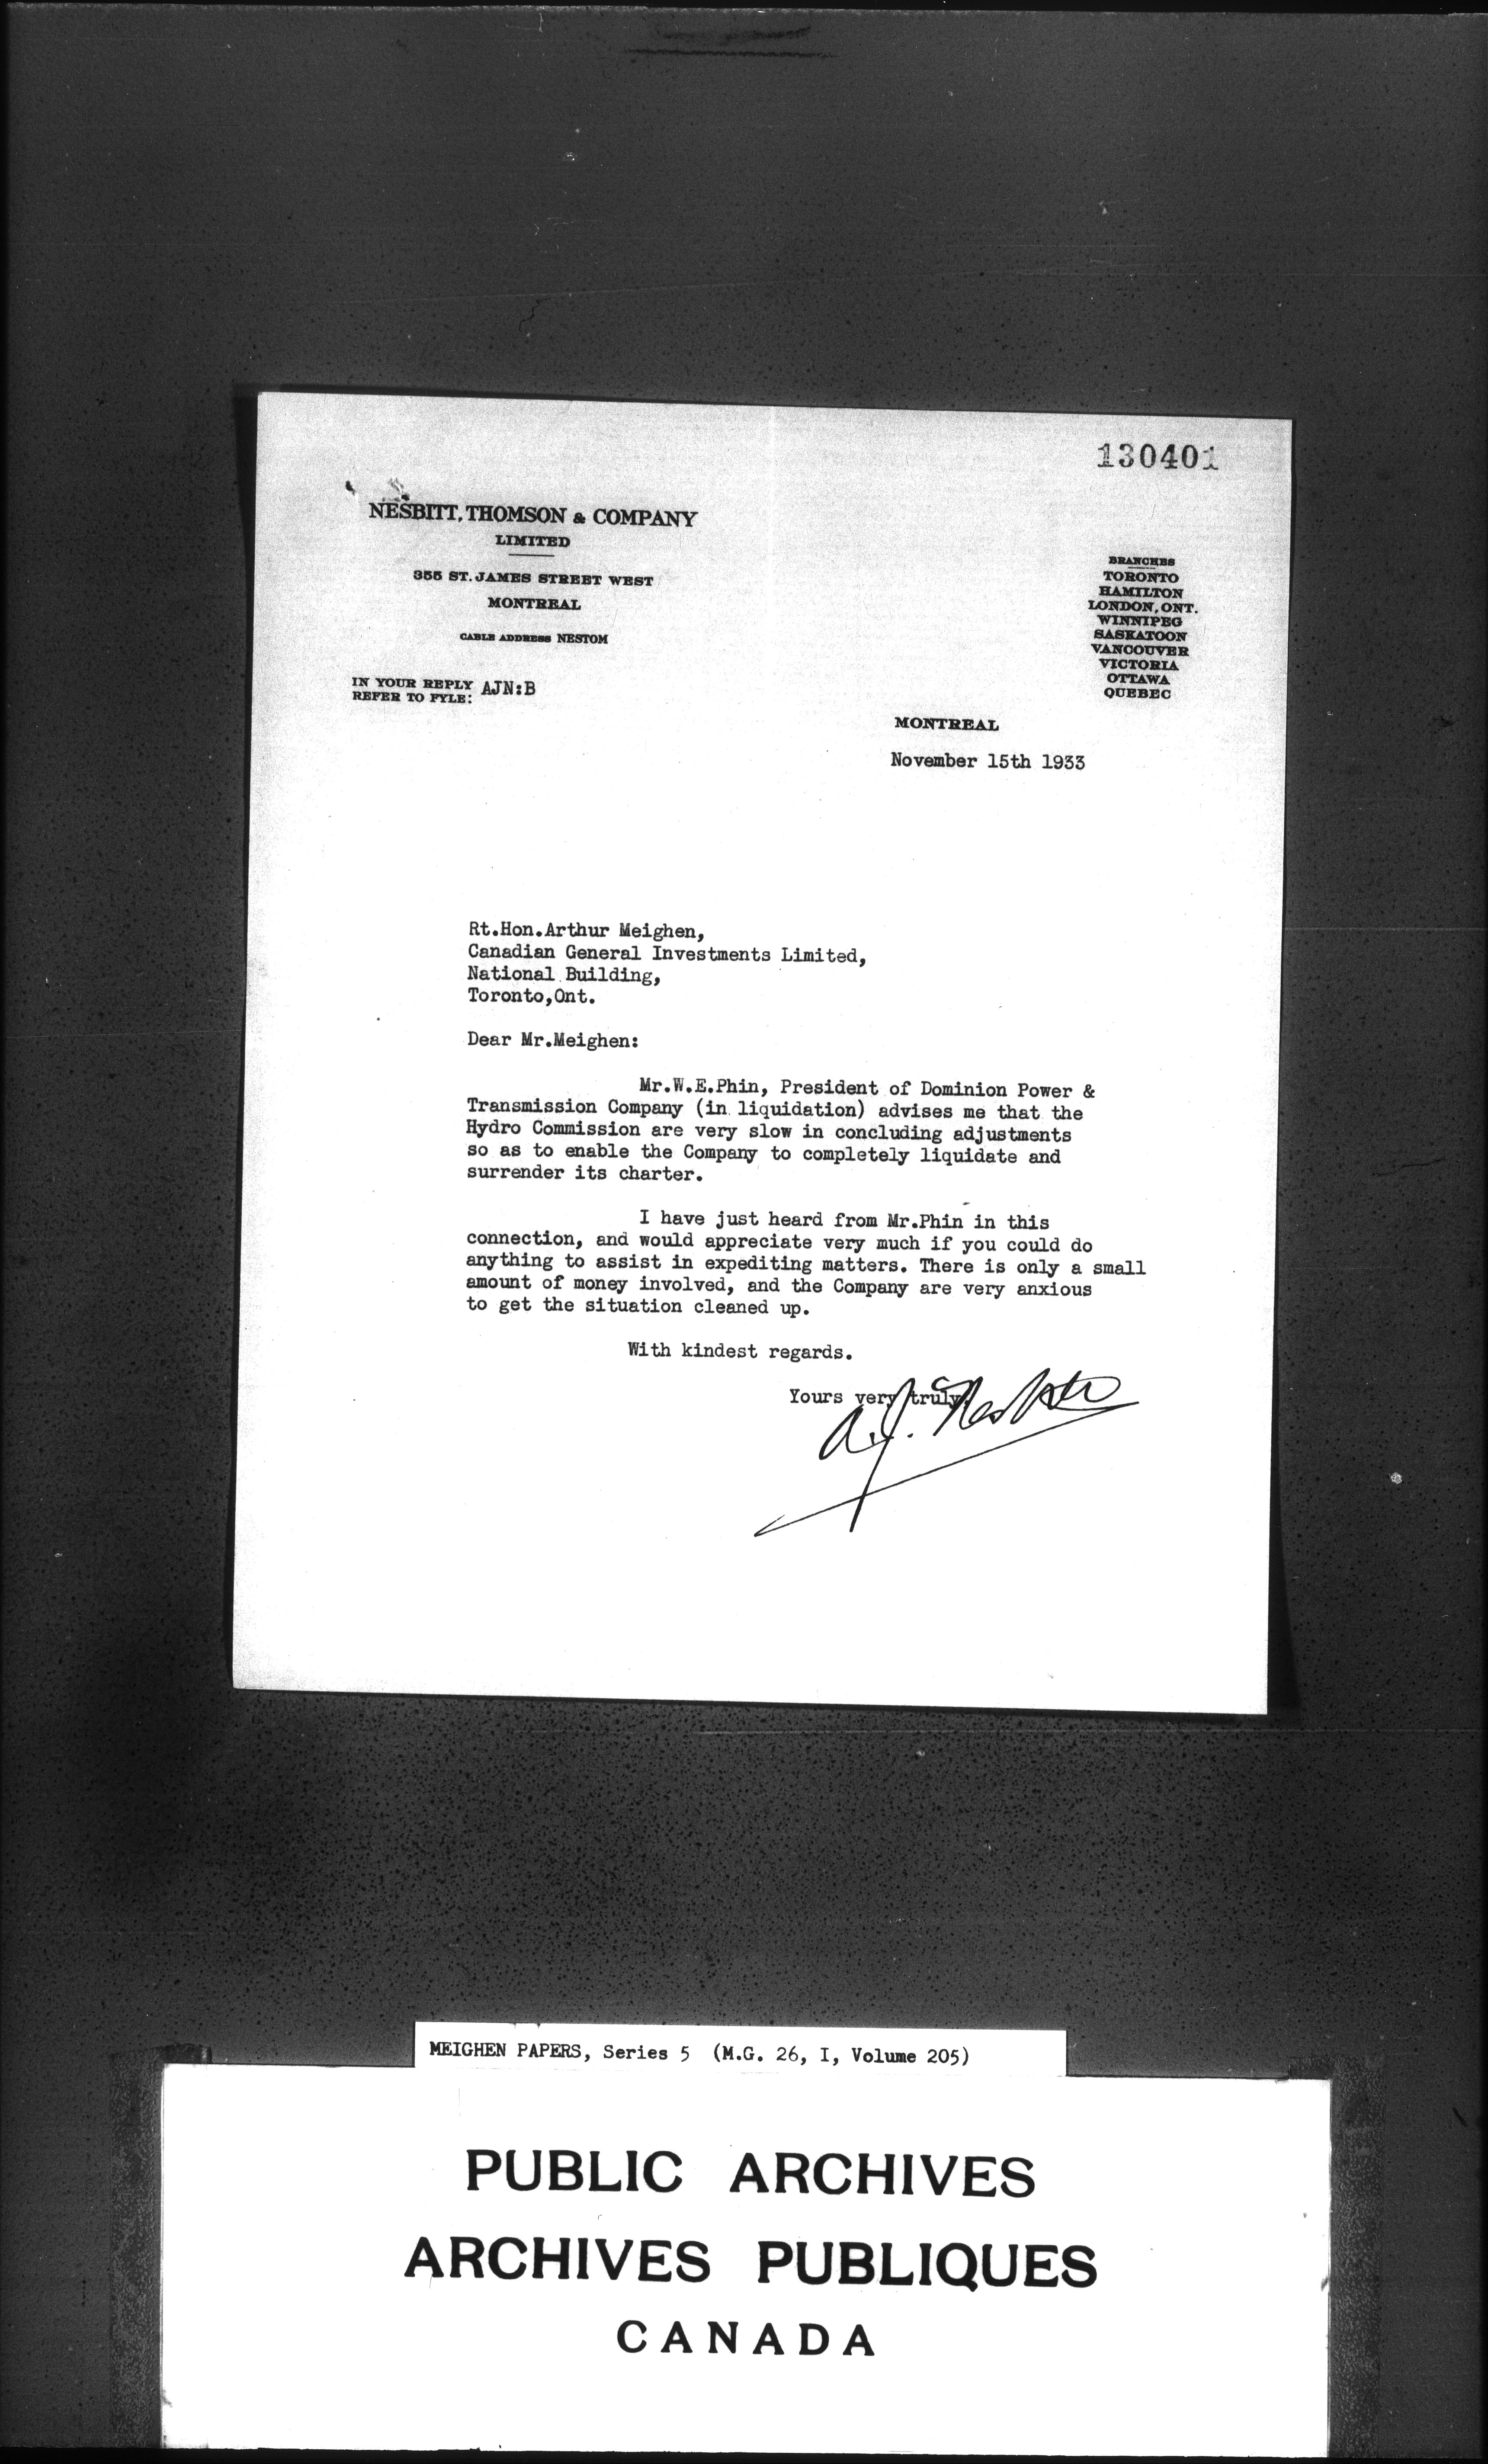 130401
NESBITT, THOMSON & COMPANY
LIMITED
355 ST. JAMES STREET WEST
MONTREAL
CABLE ADDRESS NESTOM
IN YOUR REPLY
REFER TO FYLE: AJN:B
BRANCHES
TORONTO
HAMILTON
LONDON, ONT.
WINNIPEG
SASKATOON
VANCOUVER
VICTORIA
OTTAWA
QUEBEC
MONTREAL
November 15th 1933
Rt.Hon.Arthur Meighen,
Canadian General Investments Limited,
National Building,
Toronto,Ont.
Dear Mr.Meighen:
Mr.W.E.Phin, President of Dominion Power &
Transmission Company (in liquidation) advises me that the
Hydro Commission are very slow in concluding adjustments
so as to enable the Company to completely liquidate and
surrender its charter.
I have just heard from Mr.Phin in this
connection, and would appreciate very much if you could do
anything to assist in expediting matters. There is only a small
amount of money involved, and the Company are very anxious
to get the situation cleaned up.
With kindest regards.
Yours very truly,
A.J. Nesbitt
MEIGHEN PAPERS, Series 5 (M.G. 26, I, Volume 205)
PUBLIC ARCHIVES
ARCHIVES PUBLIQUES
CANADA